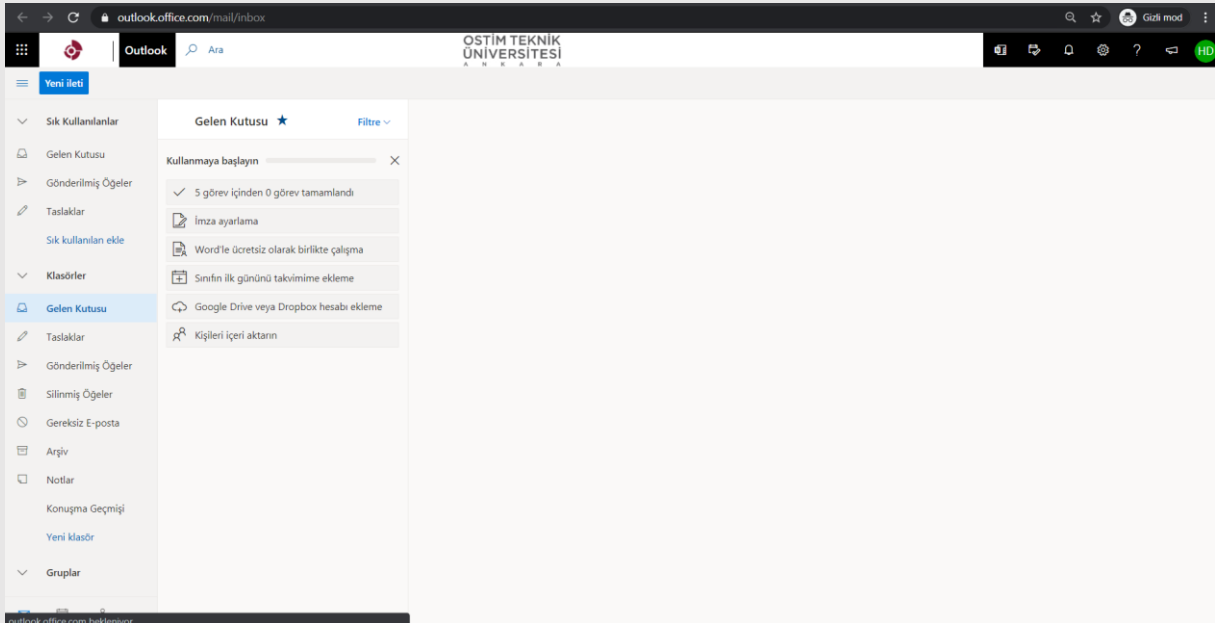 outlook.office.com/mail/inbox
Gizli mod
Outlook
Ara
OSTİM TEKNİK
ÜNİVERSİTESİ
A N K A R A
HD
Yeni ileti
Sık Kullanılanlar
Gelen Kutusu
Gönderilmiş Öğeler
Taslaklar
Sık kullanılan ekle
Klasörler
Gelen Kutusu
Taslaklar
Gönderilmiş Öğeler
Silinmiş Öğeler
Gereksiz E-posta
Arşiv
Notlar
Konuşma Geçmişi
Yeni klasör
Gruplar
Gelen Kutusu
Filtre
Kullanmaya başlayın
5 görev içinden 0 görev tamamlandı
İmza ayarlama
Word'le ücretsiz olarak birlikte çalışma
Sınıfın ilk gününü takvimime ekleme
Google Drive veya Dropbox hesabı ekleme
Kişileri içeri aktarın
outlook.office.com bekleniyor